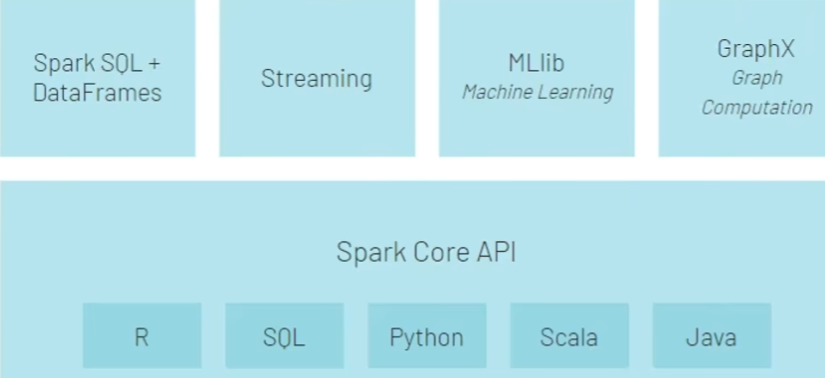 Spark SQL +
DataFrames
Streaming
MLlib
Machine Learning
GraphX
Graph
Computation
Spark Core API
R
SQL
Python
Scala
Java